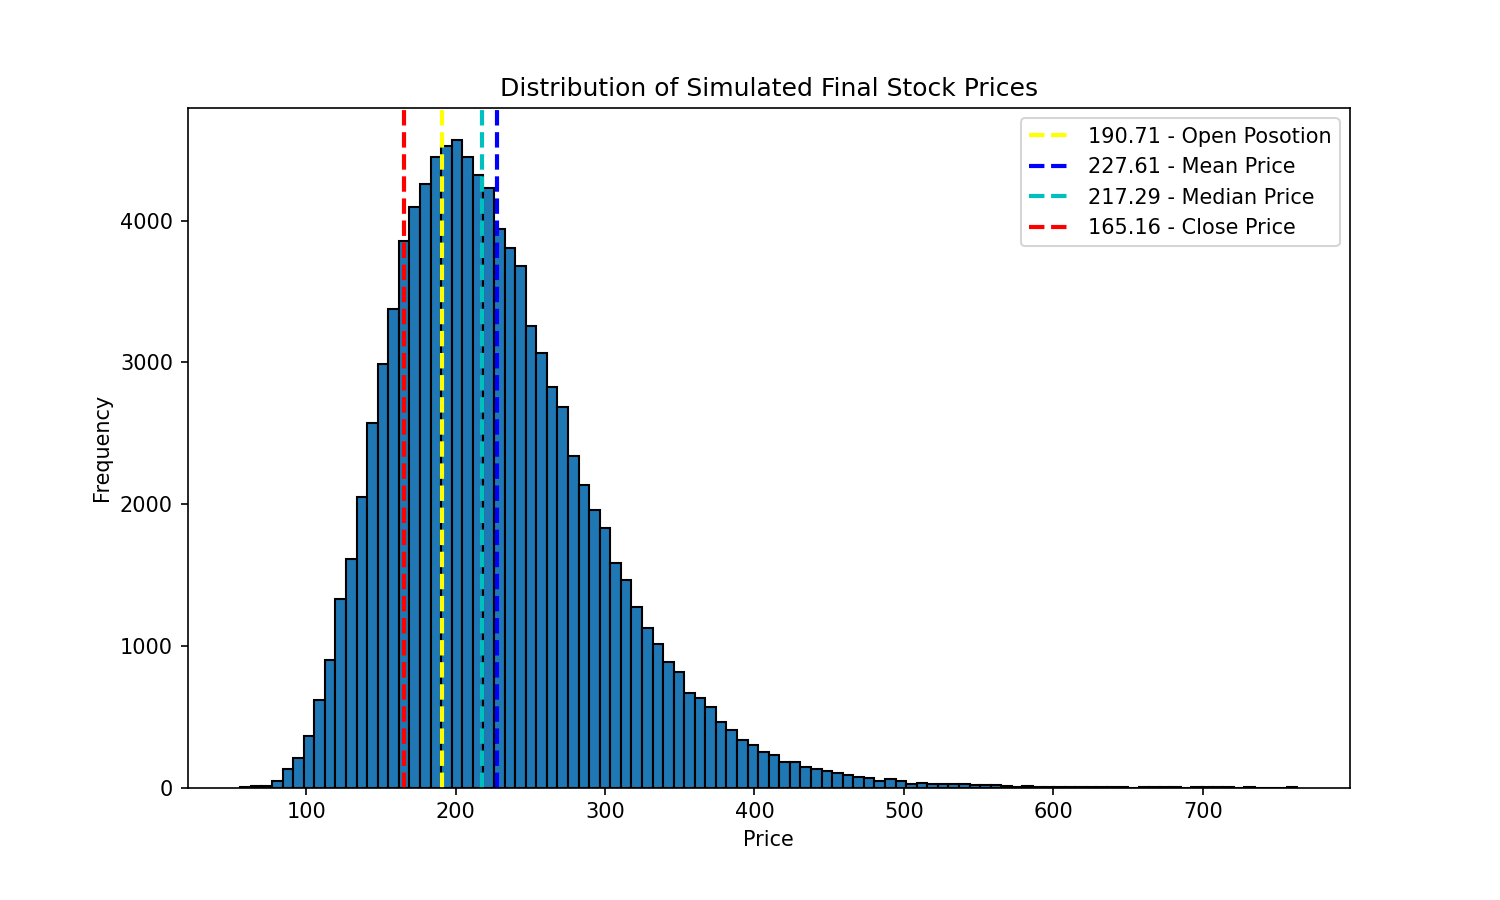 Distribution of Simulated Final Stock Prices
190.71 - Open Posotion
227.61 - Mean Price
217.29 - Median Price
165.16 - Close Price
Frequency
4000
3000
2000
1000
0
100 200 300 400 500 600 700
Price